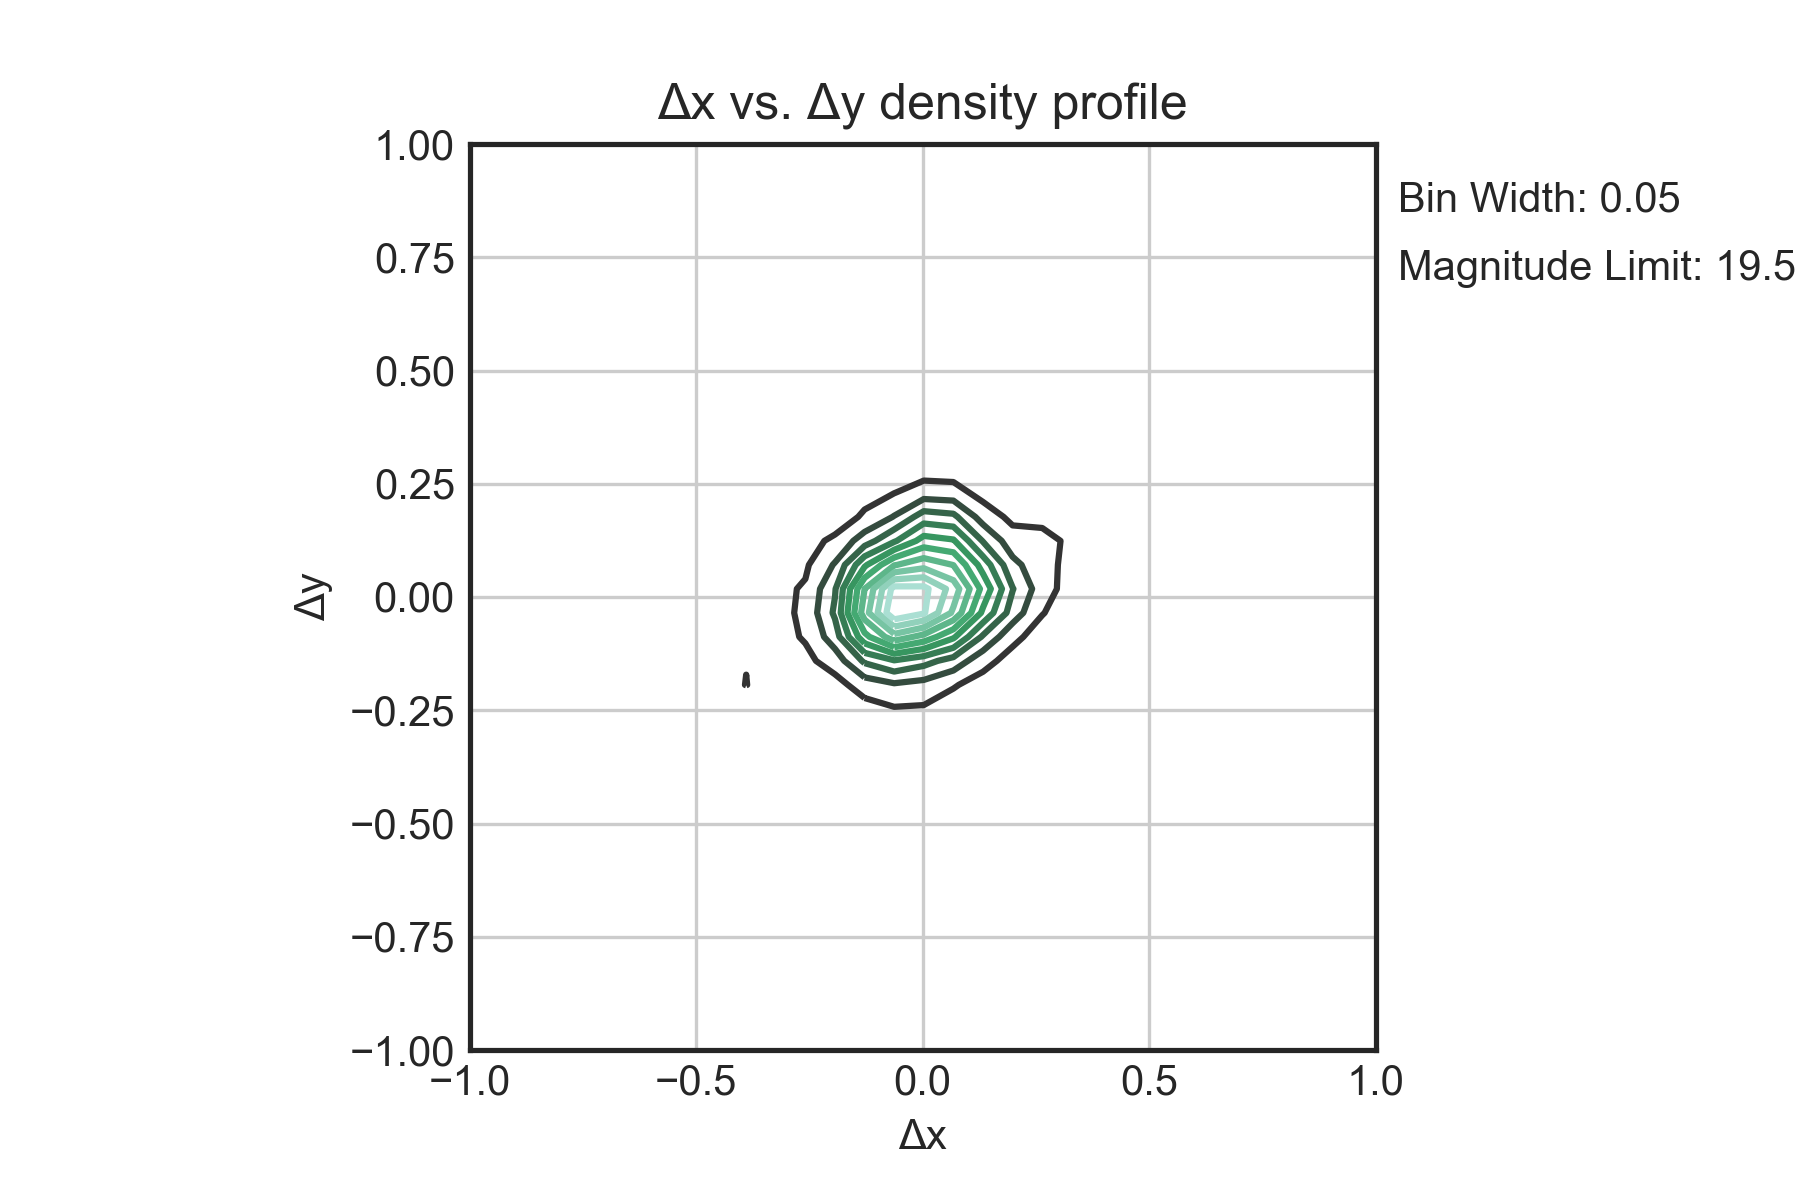 Δx vs. Δy density profile
Bin Width: 0.05
Magnitude Limit: 19.5
1.00
0.75
0.50
0.25
0.00
−0.25
−0.50
−0.75
−1.00
Δy
−1.0 −0.5 0.0 0.5 1.0
Δx